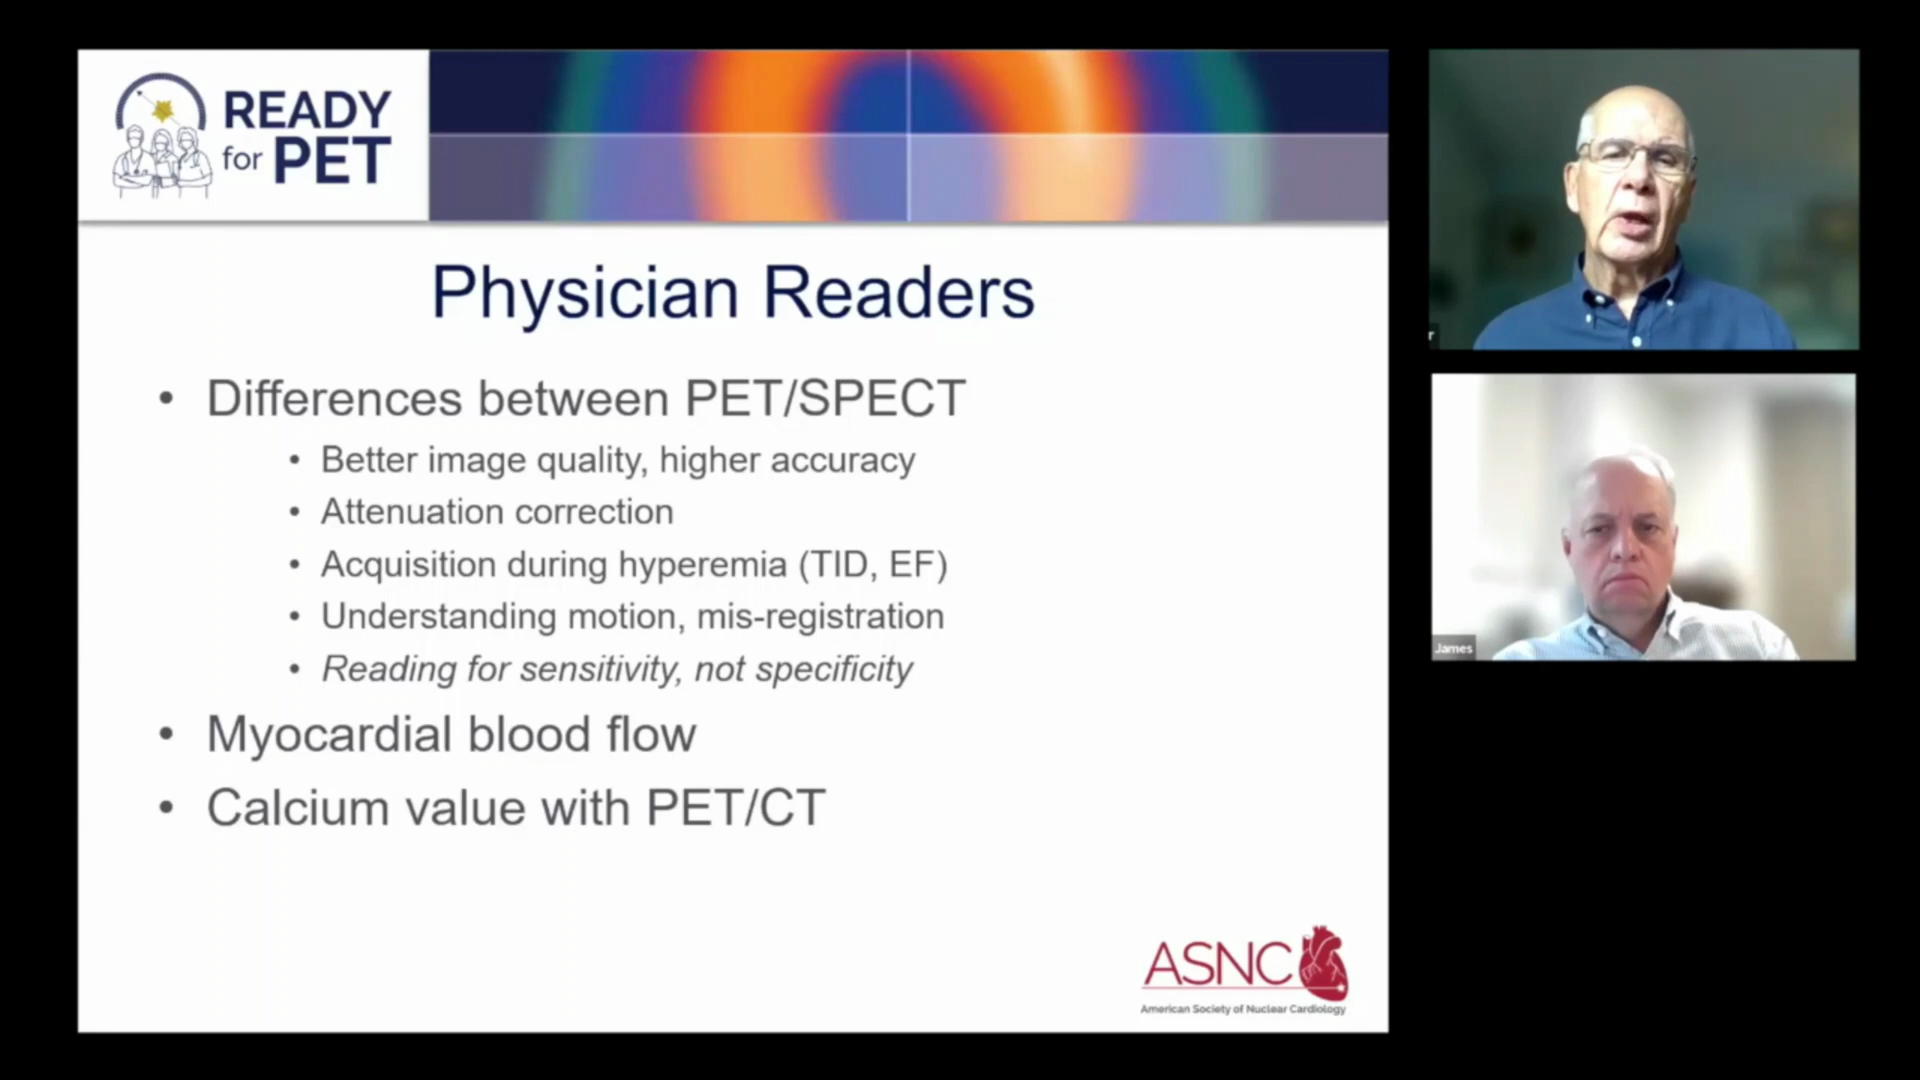 READY
for PET
Physician Readers
• Differences between PET/SPECT
• Better image quality, higher accuracy
• Attenuation correction
• Acquisition during hyperemia (TID, EF)
• Understanding motion, mis-registration
• Reading for sensitivity, not specificity
• Myocardial blood flow
• Calcium value with PET/CT
ASNC
American Society of Nuclear Cardiology
r
James